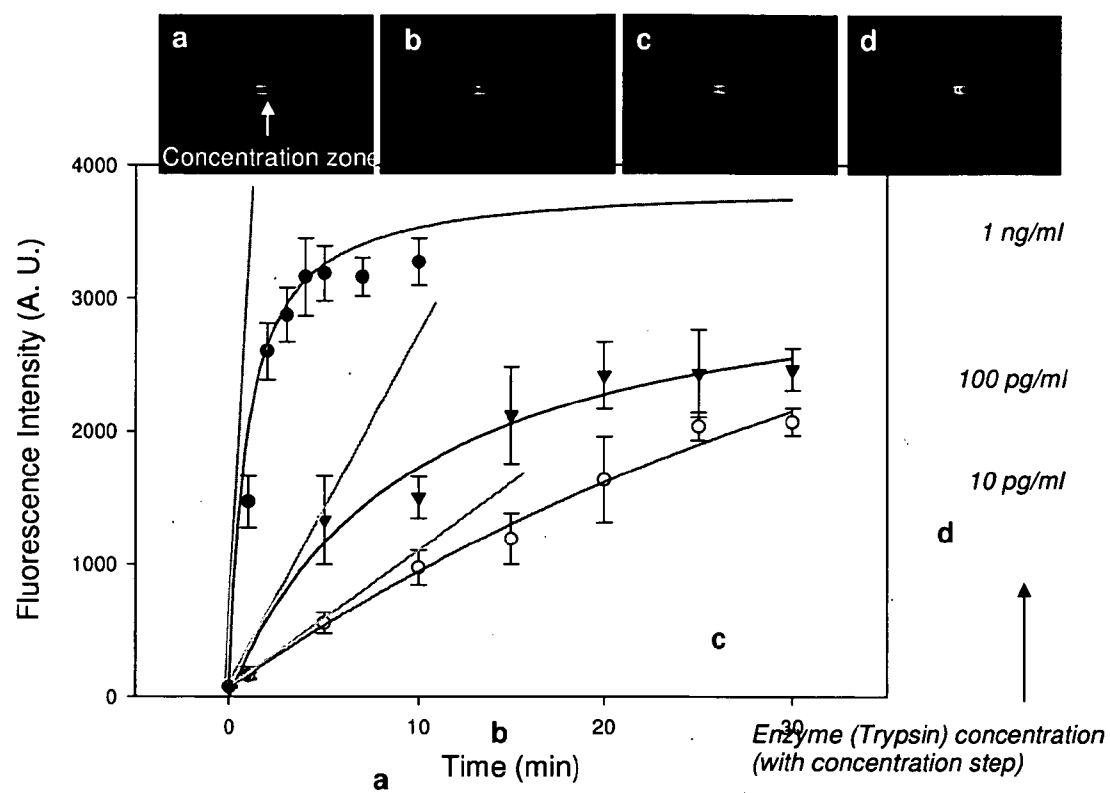 a
b
c
d
Concentration zone
4000
3000
2000
1000
0
Fluorescence Intensity (A. U.)
1 ng/ml
100 pg/ml
10 pg/ml
d
c
0
10
20
30
b
Time (min)
a
Enzyme (Trypsin) concentration
(with concentration step)